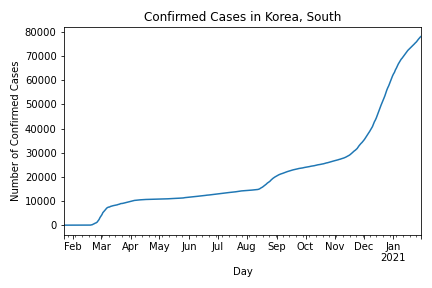 Confirmed Cases in Korea, South
Number of Confirmed Cases
80000
70000
60000
50000
40000
30000
20000
10000
0
Feb Mar Apr May Jun Jul Aug Sep Oct Nov Dec Jan
2021
Day